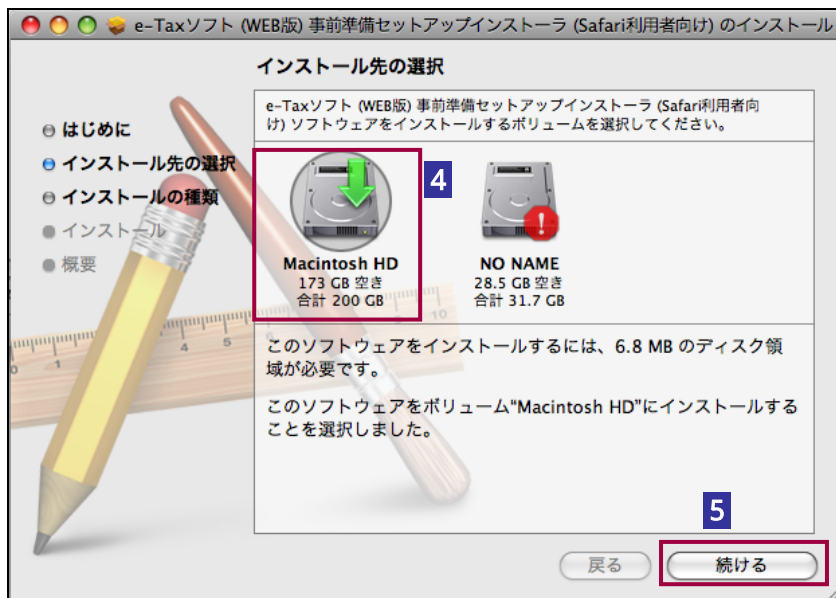 e-Taxソフト (WEB版) 事前準備セットアップインストーラ (Safari利用者向け) のインストール
インストール先の選択
はじめに
インストール先の選択
インストールの種類
インストール
概要
e-Taxソフト (WEB版) 事前準備セットアップインストーラ (Safari利用者向
け) ソフトウェアをインストールするボリュームを選択してください。
4
Macintosh HD
173 GB 空き
合計 200 GB
NO NAME
28.5 GB 空き
合計 31.7 GB
このソフトウェアをインストールするには、6.8 MB のディスク領
域が必要です。
このソフトウェアをボリューム“Macintosh HD”にインストールする
ことを選択しました。
5
戻る
続ける